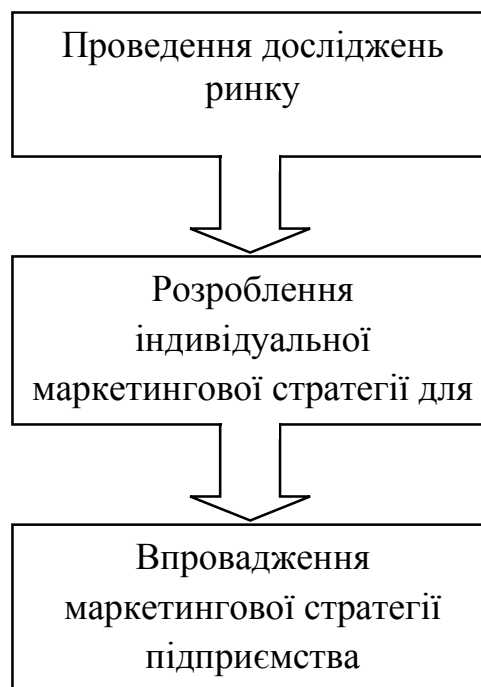 Проведення досліджень
ринку
Розроблення
індивідуальної
маркетингової стратегії для
Впровадження
маркетингової стратегії
підприємства